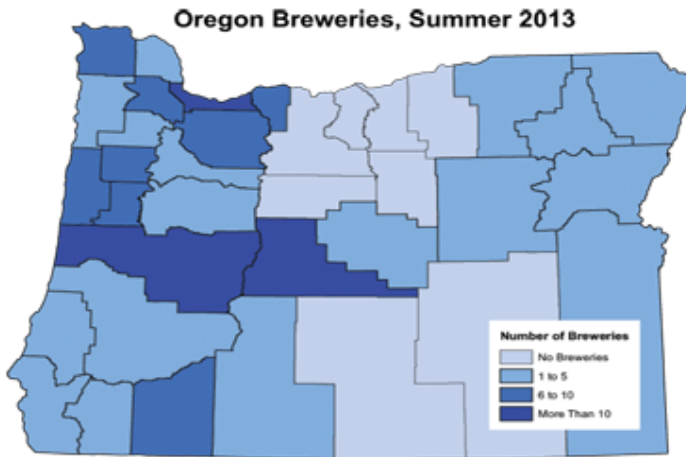 Oregon Breweries, Summer 2013
Number of Breweries
No Breweries
1 to 5
6 to 10
More Than 10